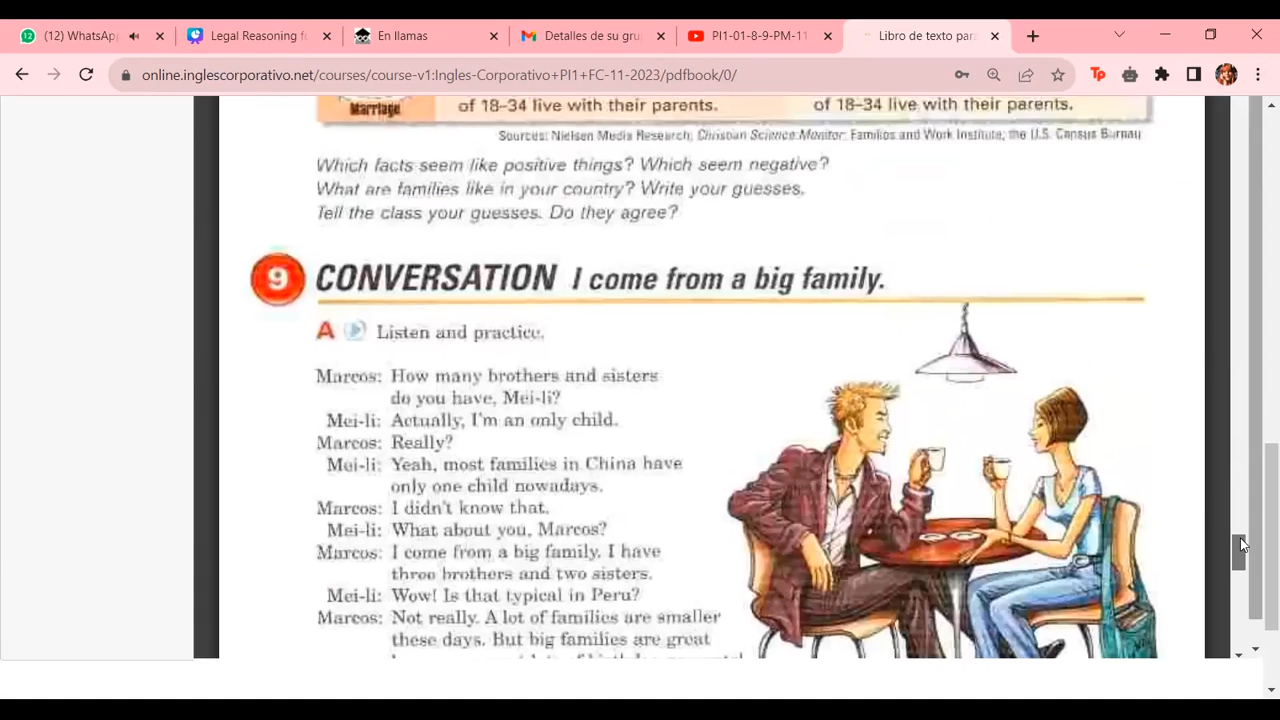 (12) WhatsApp
Legal Reasoning f
En llamas
Detalles de su gru
PI1-01-8-9-PM-11
Libro de texto para
online.inglescorporativo.net/courses/course-v1:Ingles-Corporativo+PI1+FC-11-2023/pdfbook/0/
Marriage
of 18–34 live with their parents.
of 18–34 live with their parents.
Sources: Nielsen Media Research; Christian Science Monitor; Families and Work Institute; the U.S. Census Bureau
Which facts seem like positive things? Which seem negative?
What are families like in your country? Write your guesses.
Tell the class your guesses. Do they agree?
9 CONVERSATION I come from a big family.
A Listen and practice.
Marcos: How many brothers and sisters
do you have, Mei-li?
Mei-li: Actually, I'm an only child.
Marcos: Really?
Mei-li: Yeah, most families in China have
only one child nowadays.
Marcos: I didn't know that.
Mei-li: What about you, Marcos?
Marcos: I come from a big family. I have
three brothers and two sisters.
Mei-li: Wow! Is that typical in Peru?
Marcos: Not really. A lot of families are smaller
these days. But big families are great